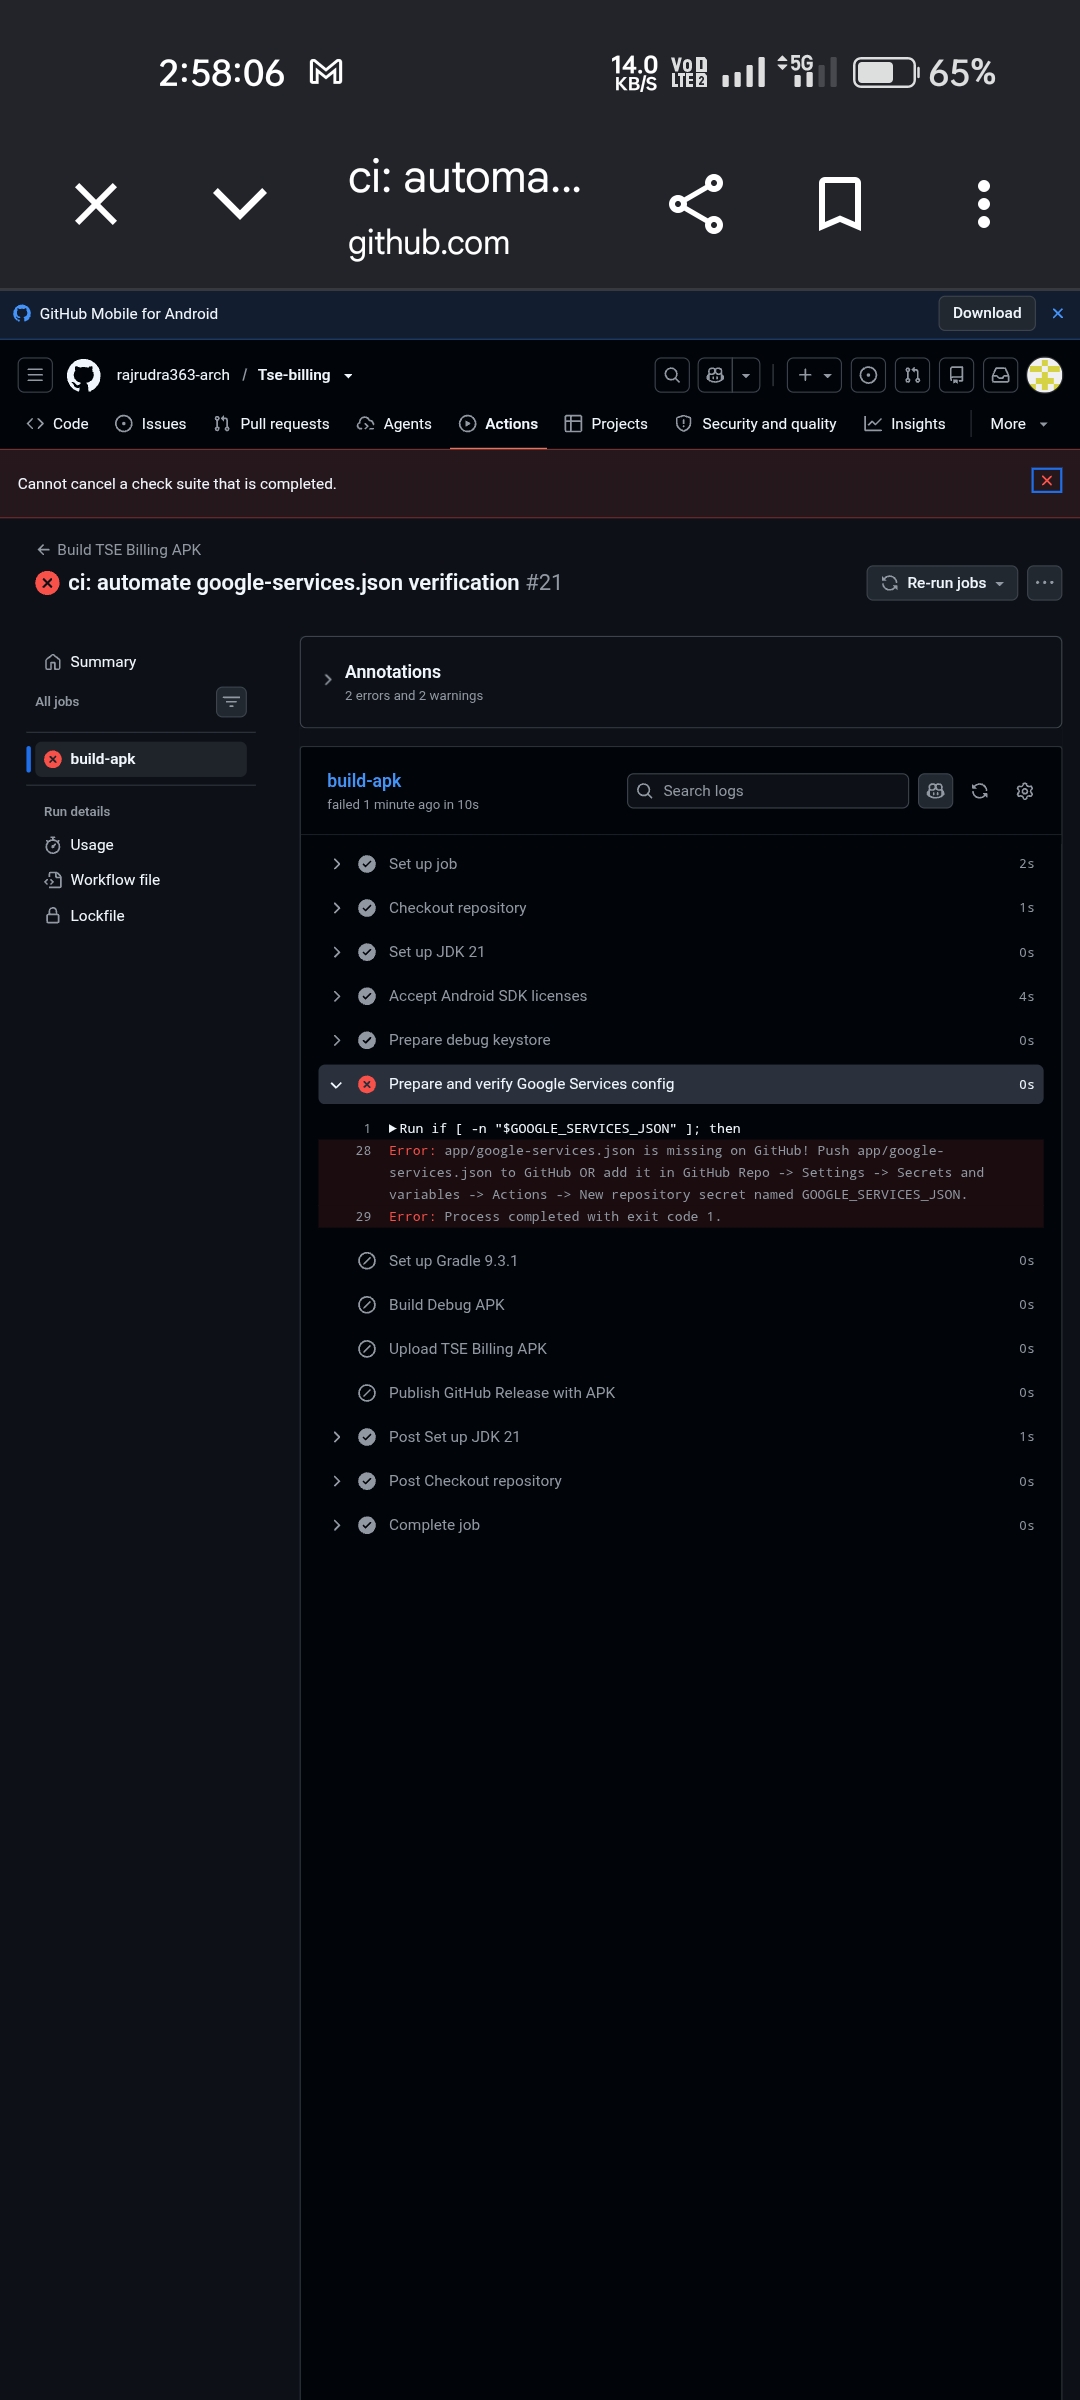 2:58:06
14.0 KB/S
Vo 1 LTE 2
5G
65%
ci: automa...
github.com
GitHub Mobile for Android
Download
rajrudra363-arch / Tse-billing
Code
Issues
Pull requests
Agents
Actions
Projects
Security and quality
Insights
More
Cannot cancel a check suite that is completed.
Build TSE Billing APK
ci: automate google-services.json verification #21
Re-run jobs
Summary
All jobs
build-apk
Run details
Usage
Workflow file
Lockfile
Annotations
2 errors and 2 warnings
build-apk
failed 1 minute ago in 10s
Search logs
Set up job 2s
Checkout repository 1s
Set up JDK 21 0s
Accept Android SDK licenses 4s
Prepare debug keystore 0s
Prepare and verify Google Services config 0s
1 ▶Run if [ -n "$GOOGLE_SERVICES_JSON" ]; then
28 Error: app/google-services.json is missing on GitHub! Push app/google-
services.json to GitHub OR add it in GitHub Repo -> Settings -> Secrets and
variables -> Actions -> New repository secret named GOOGLE_SERVICES_JSON.
29 Error: Process completed with exit code 1.
Set up Gradle 9.3.1 0s
Build Debug APK 0s
Upload TSE Billing APK 0s
Publish GitHub Release with APK 0s
Post Set up JDK 21 1s
Post Checkout repository 0s
Complete job 0s